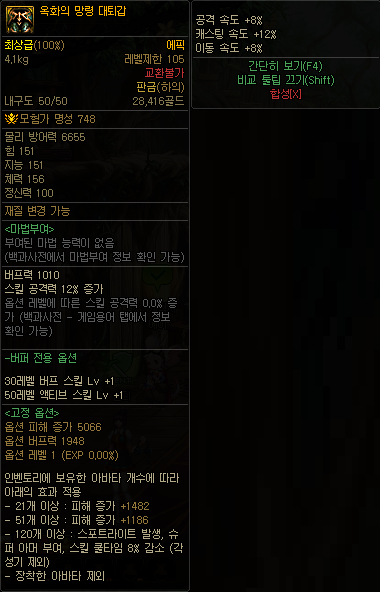 옥화의 망령 대퇴갑
최상급(100%) 에픽
4.1kg 레벨제한 105
교환불가
판금(하의)
내구도 50/50 28,416골드
모험가 명성 748
물리 방어력 6655
힘 151
지능 151
체력 156
정신력 100
재질 변경 가능
<마법부여>
부여된 마법 능력이 없음
(백과사전에서 마법부여 정보 확인 가능)
버프력 1010
스킬 공격력 12% 증가
옵션 레벨에 따른 스킬 공격력 0.0% 증
가 (백과사전 - 게임용어 탭에서 정보
확인 가능)
-버퍼 전용 옵션
30레벨 버프 스킬 Lv +1
50레벨 액티브 스킬 Lv +1
<고정 옵션>
옵션 피해 증가 5066
옵션 버프력 1948
옵션 레벨 1 (EXP 0.00%)
인벤토리에 보유한 아바타 개수에 따라
아래의 효과 적용
- 21개 이상 : 피해 증가 +1482
- 51개 이상 : 피해 증가 +1186
- 120개 이상 : 스포트라이트 발생, 슈
퍼 아머 부여, 스킬 쿨타임 8% 감소 (각
성기 제외)
- 장착한 아바타 제외
공격 속도 +8%
캐스팅 속도 +12%
이동 속도 +8%
간단히 보기(F4)
비교 툴팁 끄기(Shift)
합성[X]